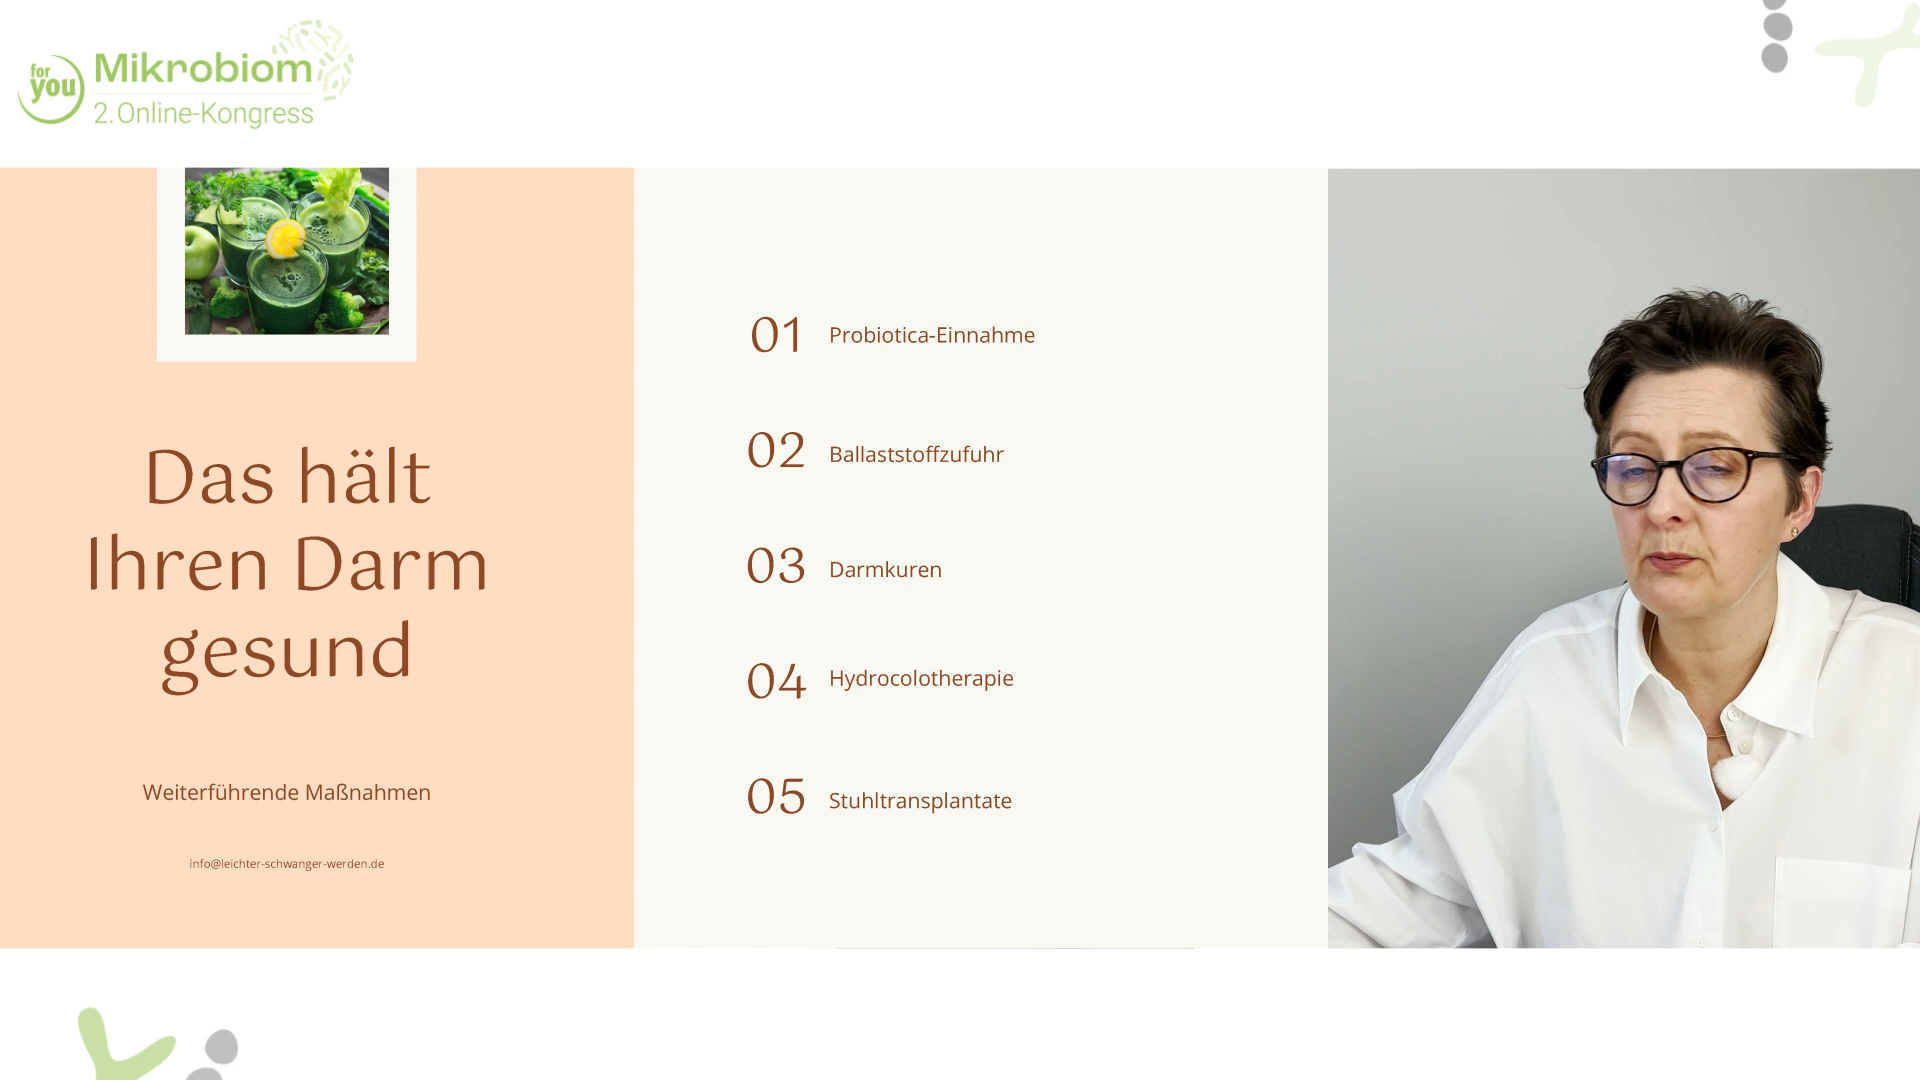 for
you
Mikrobiom
2. Online-Kongress
Das hält
Ihren Darm
gesund
Weiterführende Maßnahmen
info@leichter-schwanger-werden.de
01 Probiotica-Einnahme
02 Ballaststoffzufuhr
03 Darmkuren
04 Hydrocolotherapie
05 Stuhltransplantate